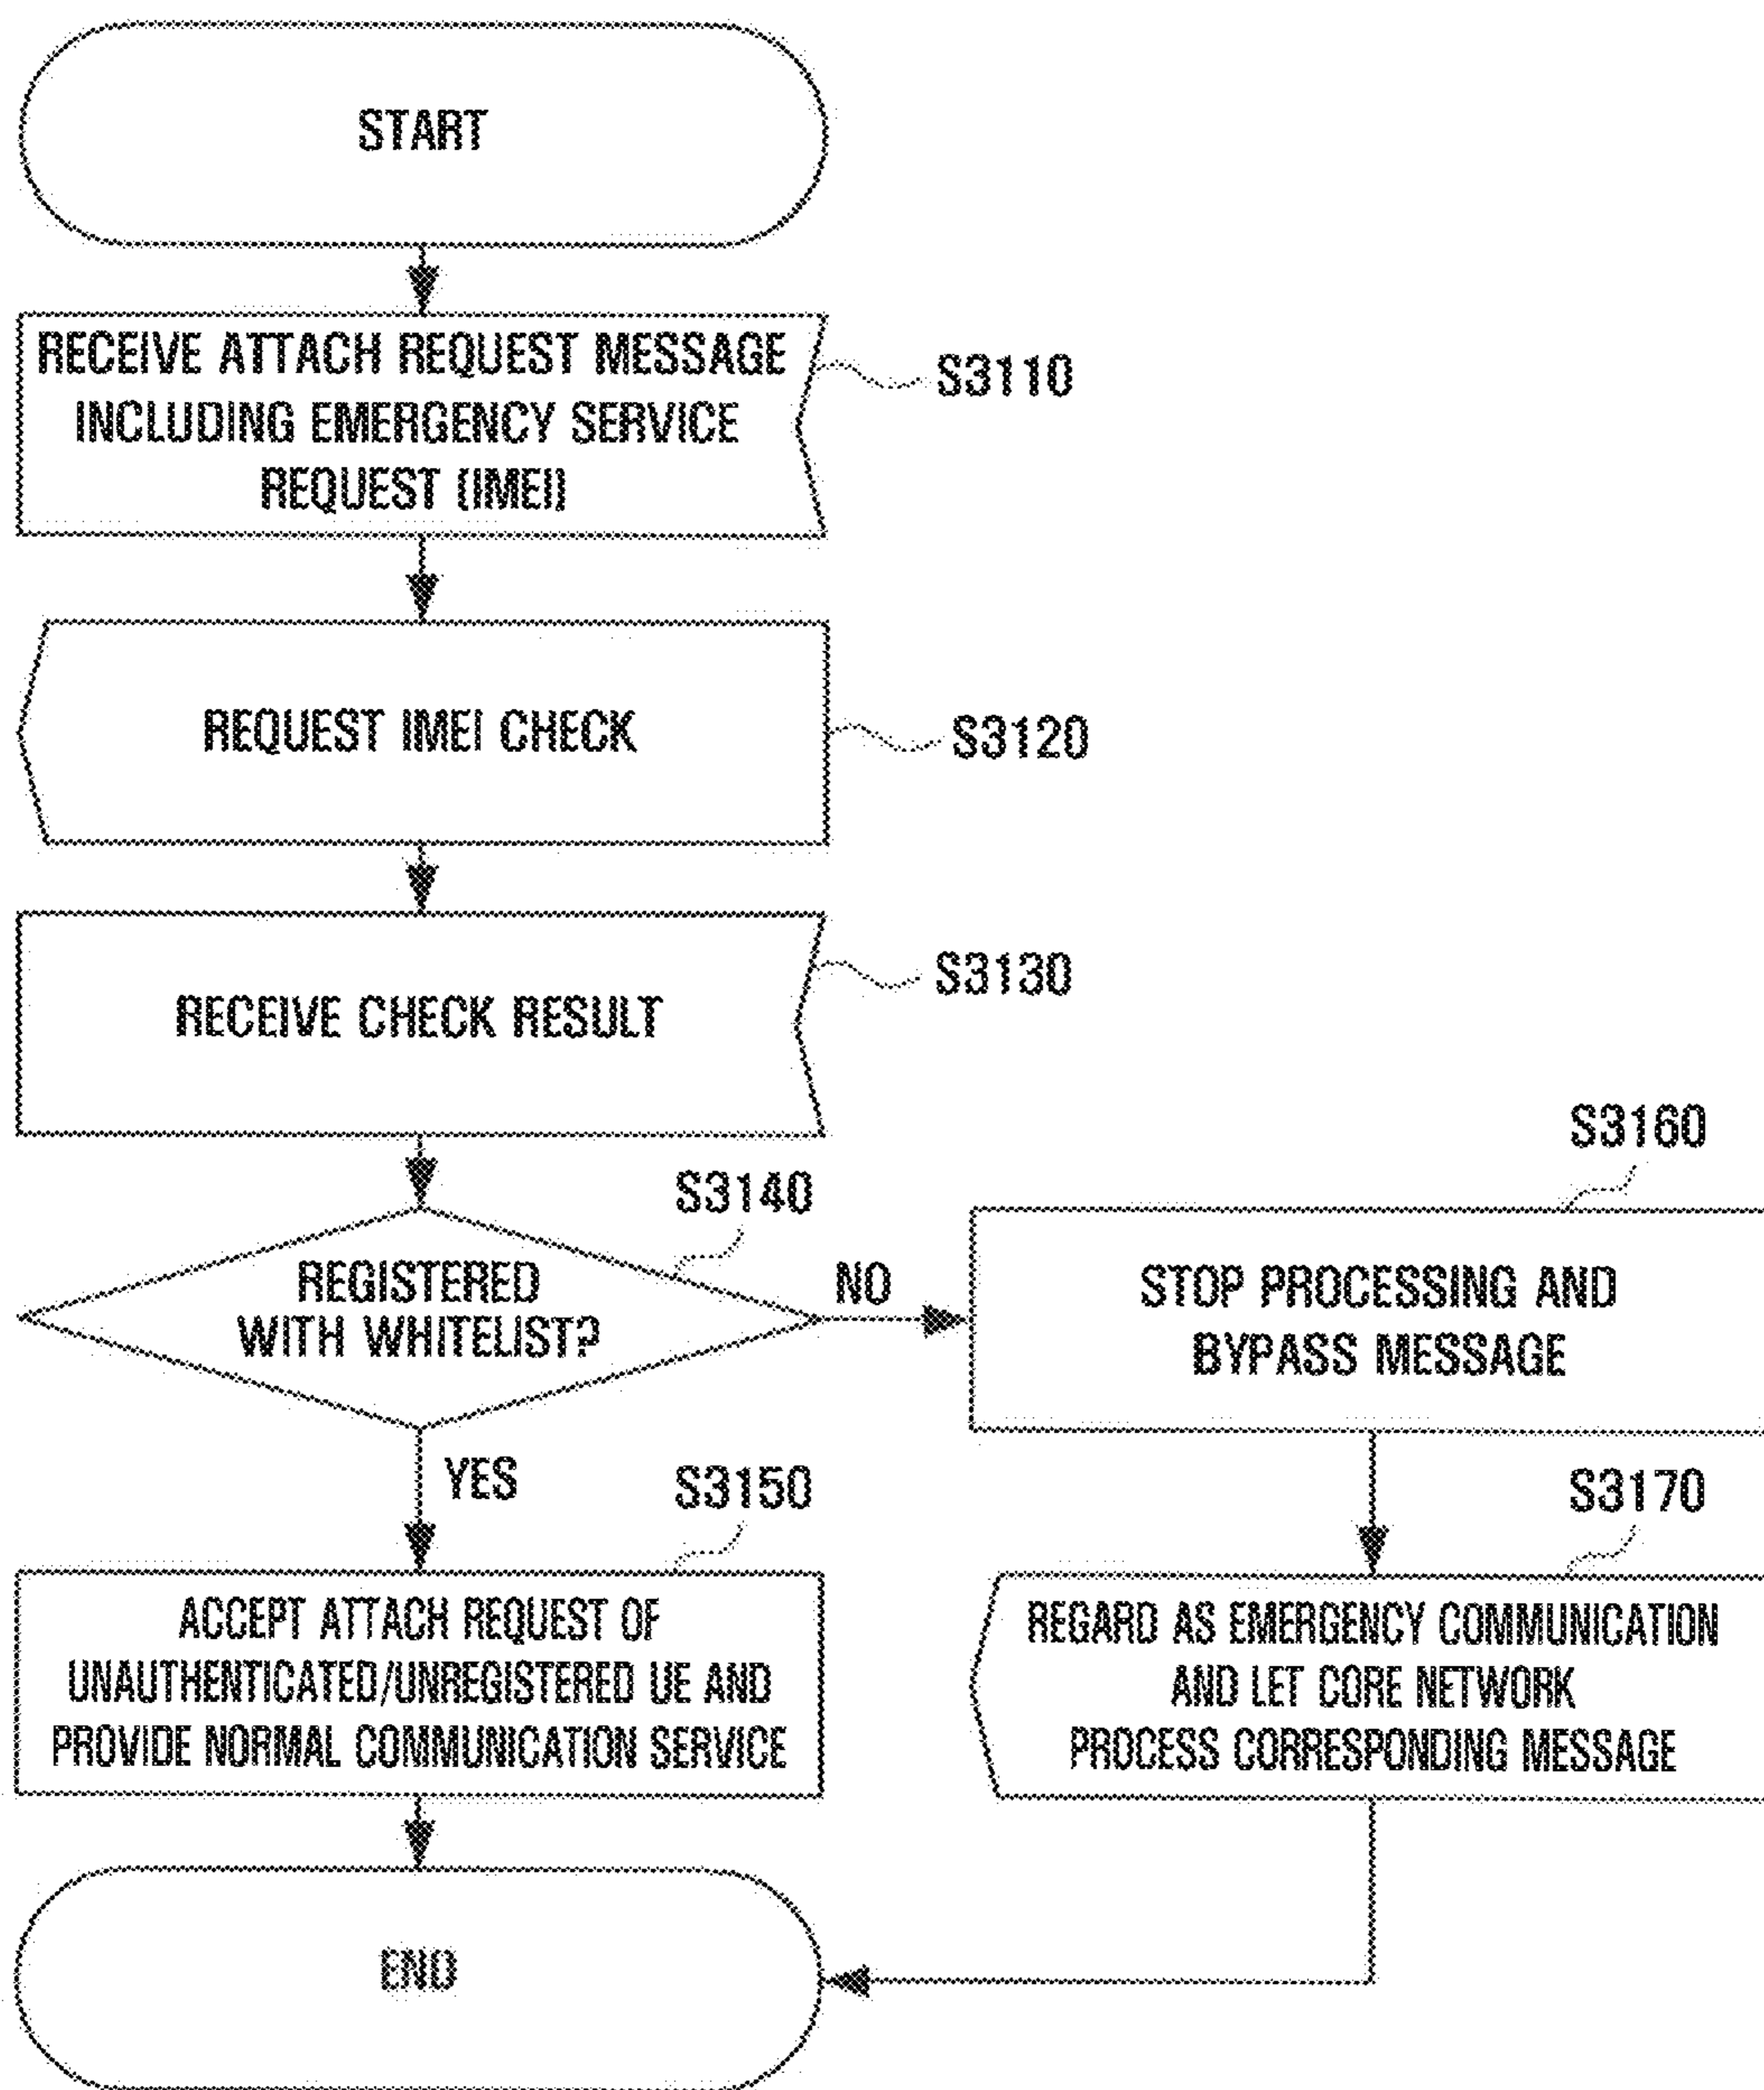 START
RECEIVE ATTACH REQUEST MESSAGE
INCLUDING EMERGENCY SERVICE
REQUEST (IMEI)
S3110
REQUEST IMEI CHECK
S3120
RECEIVE CHECK RESULT
S3130
REGISTERED
WITH WHITELIST?
S3140
NO
YES
STOP PROCESSING AND
BYPASS MESSAGE
S3160
ACCEPT ATTACH REQUEST OF
UNAUTHENTICATED/UNREGISTERED UE AND
PROVIDE NORMAL COMMUNICATION SERVICE
S3150
REGARD AS EMERGENCY COMMUNICATION
AND LET CORE NETWORK
PROCESS CORRESPONDING MESSAGE
S3170
END